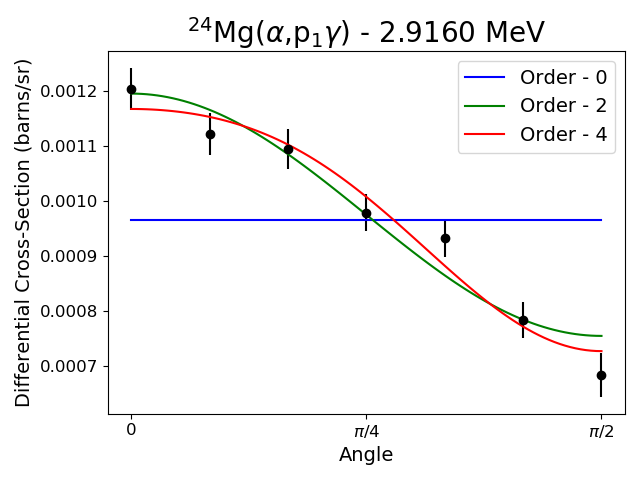 ²⁴Mg(α,p₁γ) - 2.9160 MeV
Order - 0
Order - 2
Order - 4
Differential Cross-Section (barns/sr)
0.0012
0.0011
0.0010
0.0009
0.0008
0.0007
0 π/4 π/2
Angle